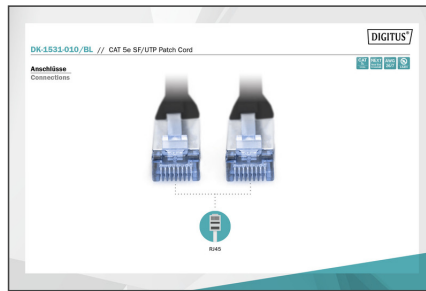 DIGITUS®
DK-1531-010/BL // CAT 5e SF/UTP Patch Cord
Anschlüsse
Connections
RJ45